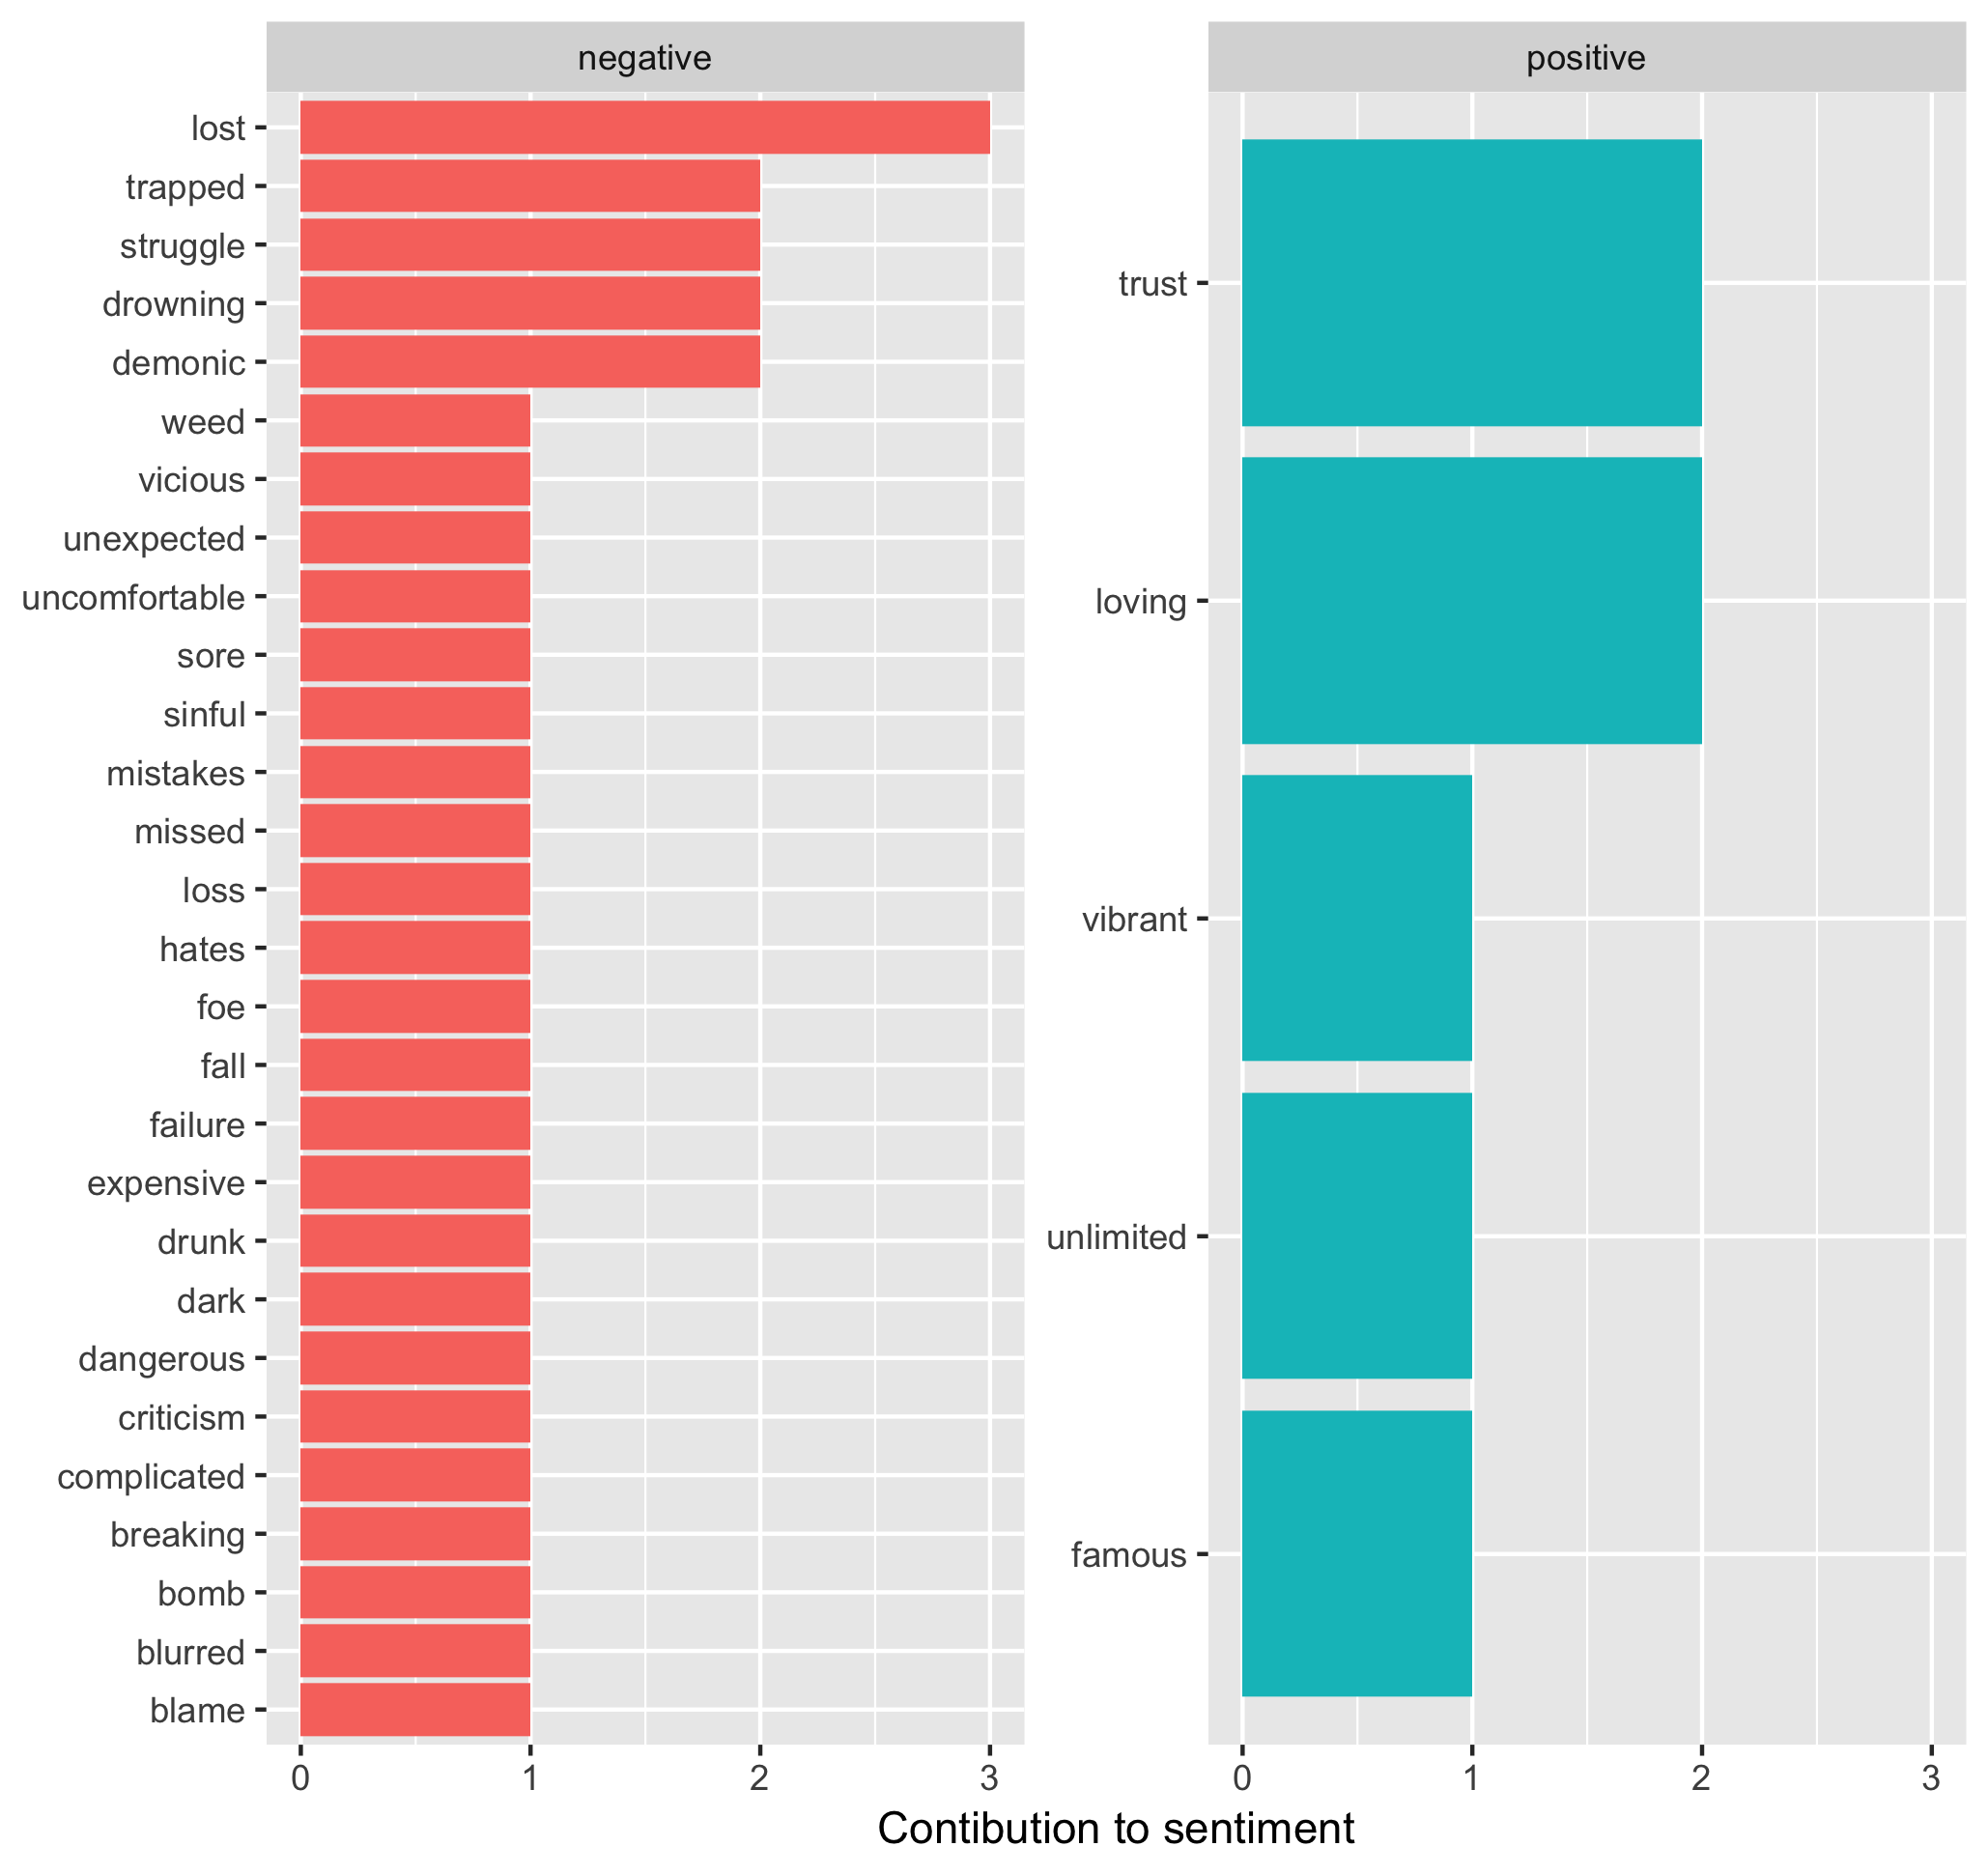 negative
lost
trapped
struggle
drowning
demonic
weed
vicious
unexpected
uncomfortable
sore
sinful
mistakes
missed
loss
hates
foe
fall
failure
expensive
drunk
dark
dangerous
criticism
complicated
breaking
bomb
blurred
blame
0 1 2 3
positive
trust
loving
vibrant
unlimited
famous
0 1 2 3
Contibution to sentiment